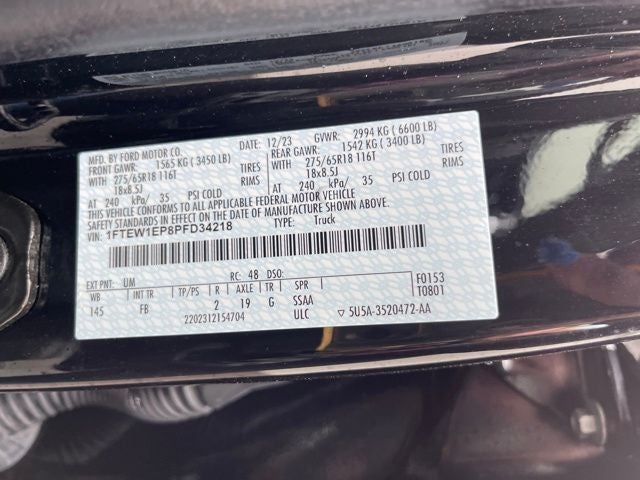 MFD. BY FORD MOTOR CO. DATE: 12/23 GVWR: 2994 KG ( 6600 LB)
FRONT GAWR: 1565 KG ( 3450 LB) REAR GAWR: 1542 KG ( 3400 LB)
WITH 275/65R18 116T TIRES WITH 275/65R18 116T TIRES
18x8.5J RIMS 18x8.5J RIMS
AT 240 kPa/ 35 PSI COLD AT 240 kPa/ 35 PSI COLD
THIS VEHICLE CONFORMS TO ALL APPLICABLE FEDERAL MOTOR VEHICLE
SAFETY STANDARDS IN EFFECT ON THE DATE OF MANUFACTURE SHOWN ABOVE.
VIN: 1FTEW1EP8PFD34218 TYPE: Truck
EXT PNT: UM RC: 48 DSO: F0153
WB INT TR TP/PS R AXLE TR SPR T0801
145 FB 2 19 G SSAA
2202312154704 ULC ▽ 5U5A-3520472-AA